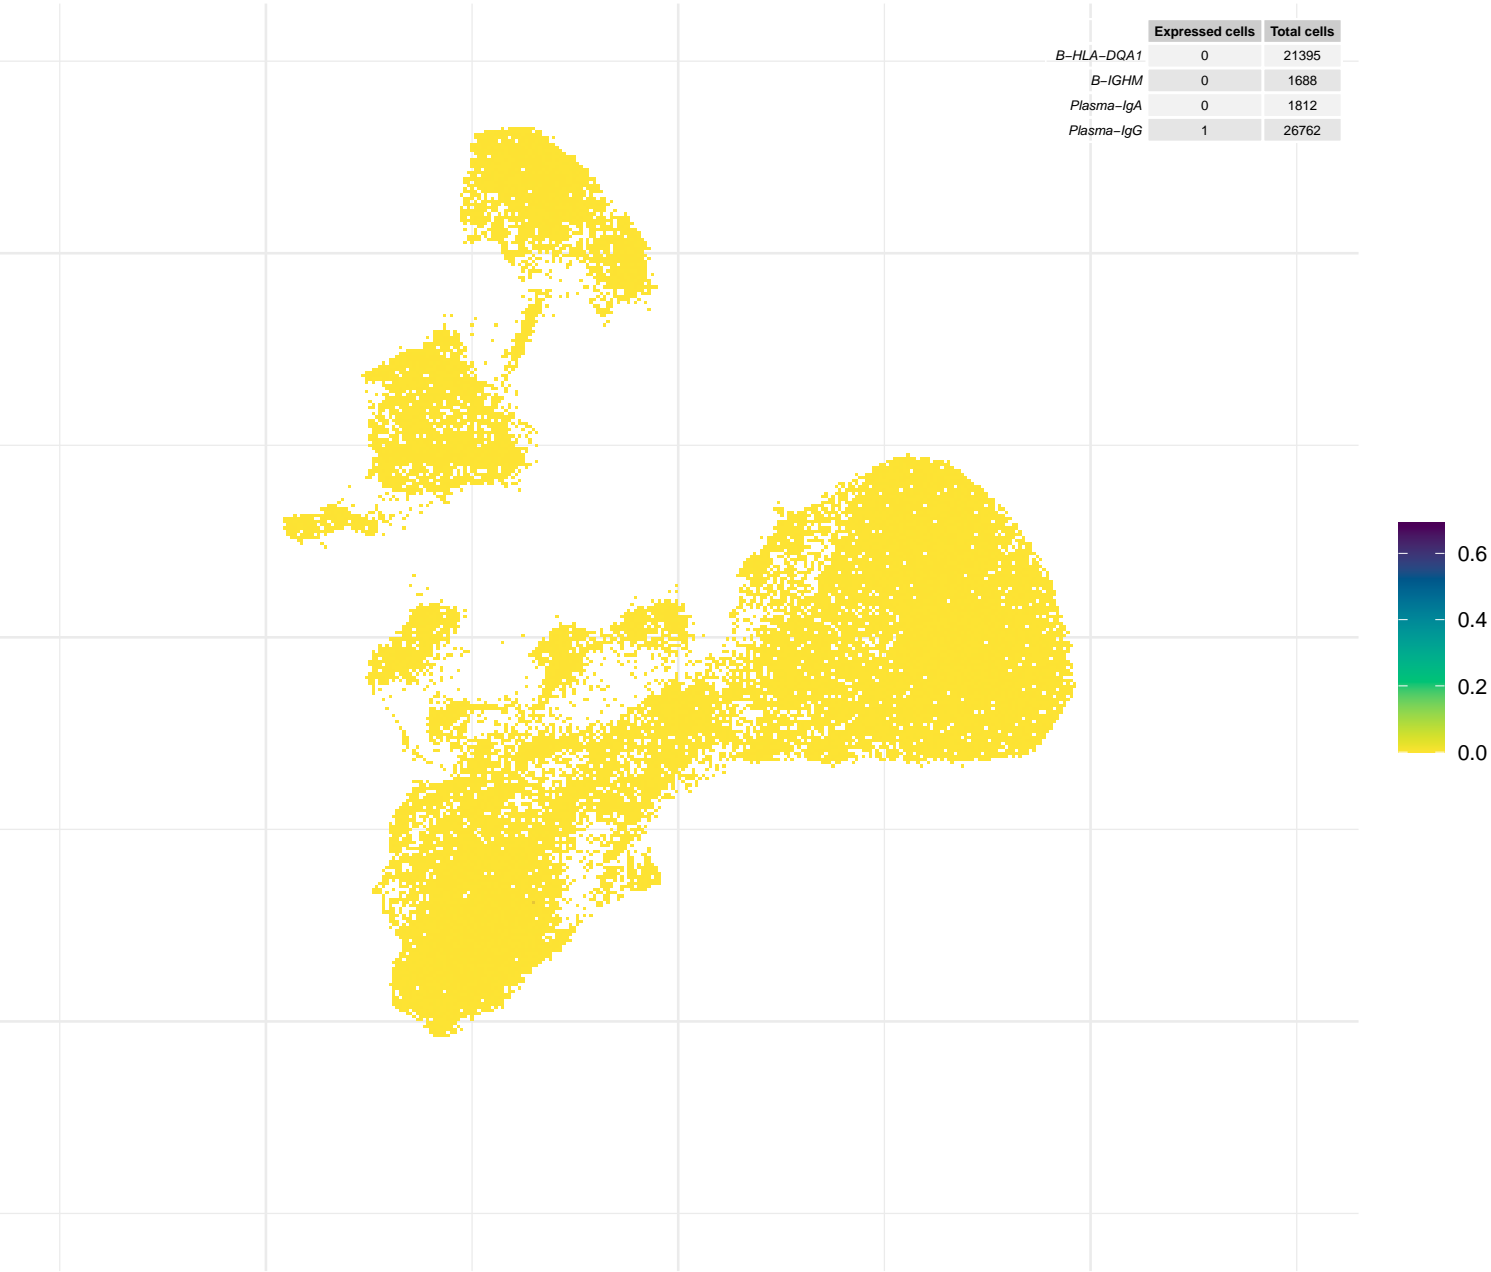 Expressed cells Total cells
B−HLA−DQA1 0 21395
B−IGHM 0 1688
Plasma−IgA 0 1812
Plasma−IgG 1 26762
0.6
0.4
0.2
0.0